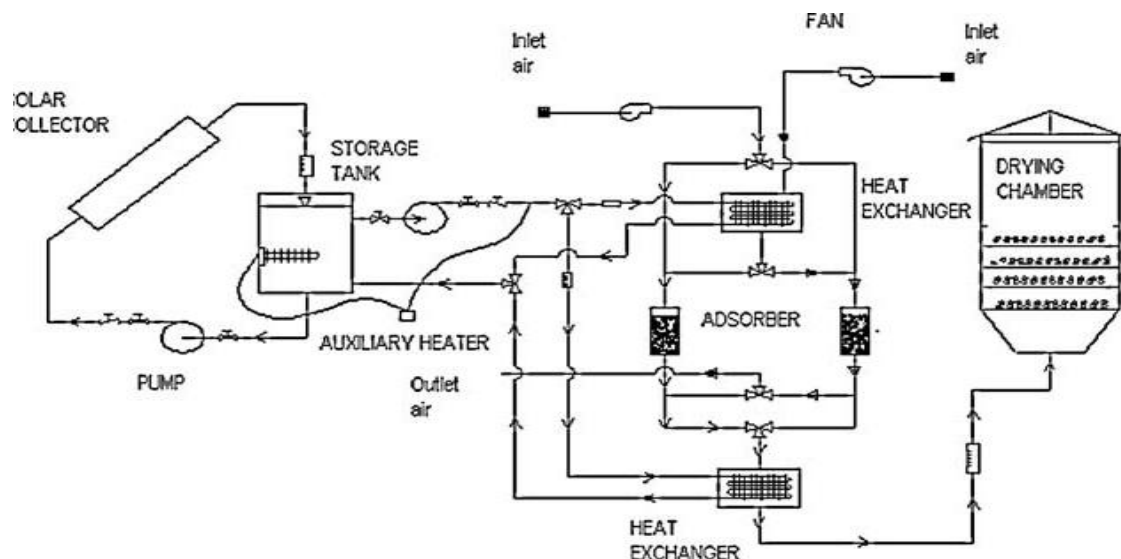 FAN
Inlet
air
Inlet
air
OLAR
OLLECTOR
STORAGE
TANK
HEAT
EXCHANGER
DRYING
CHAMBER
ADSORBER
AUXILIARY HEATER
PUMP
Outlet
air
HEAT
EXCHANGER